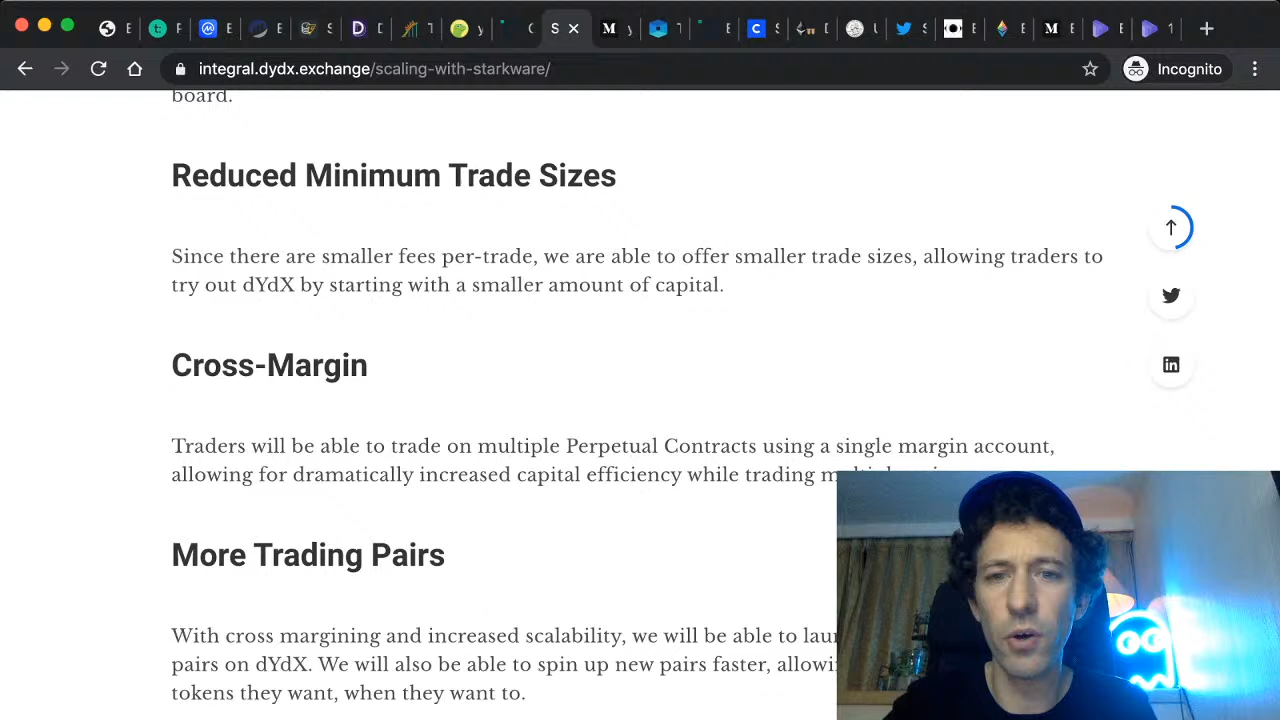 E
F
E
E
S
D
T
y
C
S
y
T
E
S
E
U
S
E
E
E
E
1
integral.dydx.exchange/scaling-with-starkware/
Incognito
board.
Reduced Minimum Trade Sizes
Since there are smaller fees per-trade, we are able to offer smaller trade sizes, allowing traders to
try out dYdX by starting with a smaller amount of capital.
Cross-Margin
Traders will be able to trade on multiple Perpetual Contracts using a single margin account,
allowing for dramatically increased capital efficiency while trading
More Trading Pairs
With cross margining and increased scalability, we will be able to
pairs on dYdX. We will also be able to spin up new pairs faster,
tokens they want, when they want to.